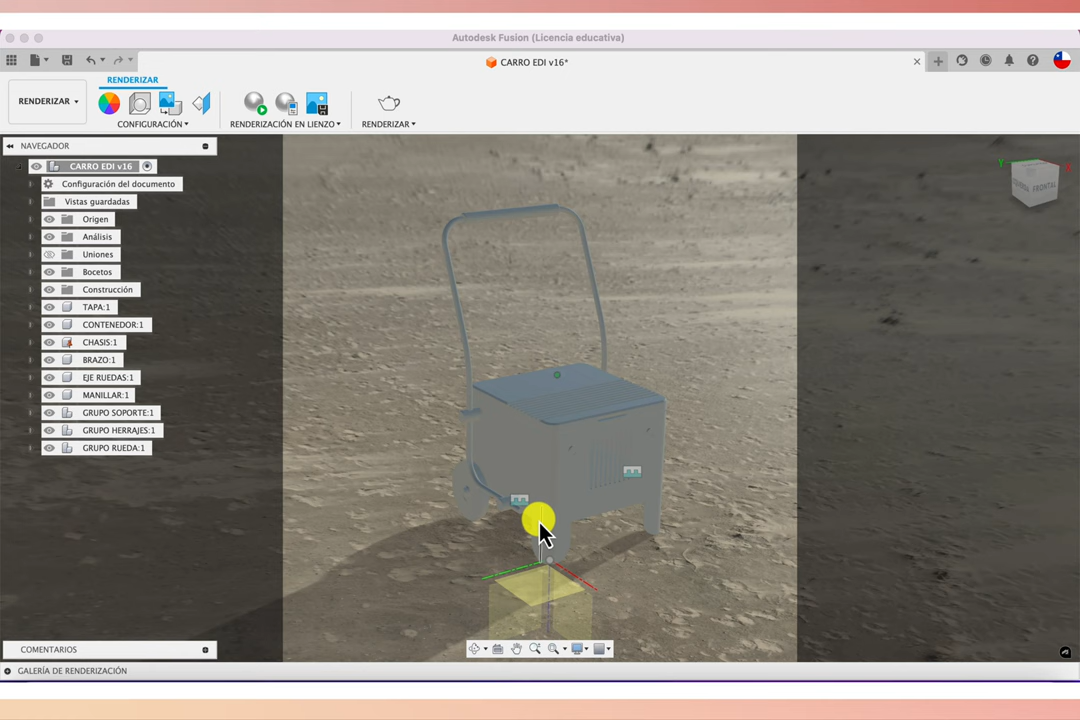 Autodesk Fusion (Licencia educativa)
CARRO EDI v16*
RENDERIZAR
RENDERIZAR
CONFIGURACIÓN
RENDERIZACIÓN EN LIENZO
RENDERIZAR
NAVEGADOR
CARRO EDI v16
Configuración del documento
Vistas guardadas
Origen
Análisis
Uniones
Bocetos
Construcción
TAPA:1
CONTENEDOR:1
CHASIS:1
BRAZO:1
EJE RUEDAS:1
MANILLAR:1
GRUPO SOPORTE:1
GRUPO HERRAJES:1
GRUPO RUEDA:1
Y
X
FRONTAL
COMENTARIOS
GALERÍA DE RENDERIZACIÓN